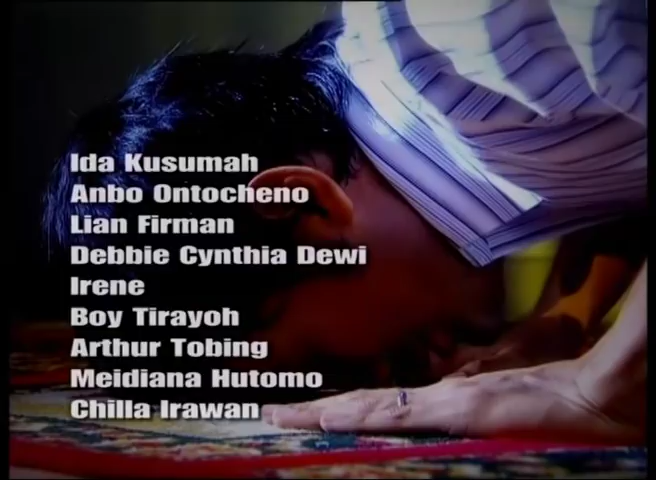 Ida Kusumah
Anbo Ontocheno
Lian Firman
Debbie Cynthia Dewi
Irene
Boy Tirayoh
Arthur Tobing
Meidiana Hutomo
Chilla Irawan